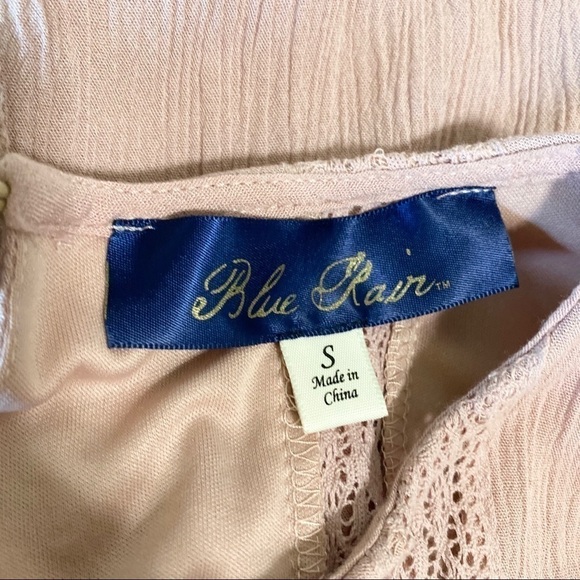 Blue Rain™
S
Made in
China